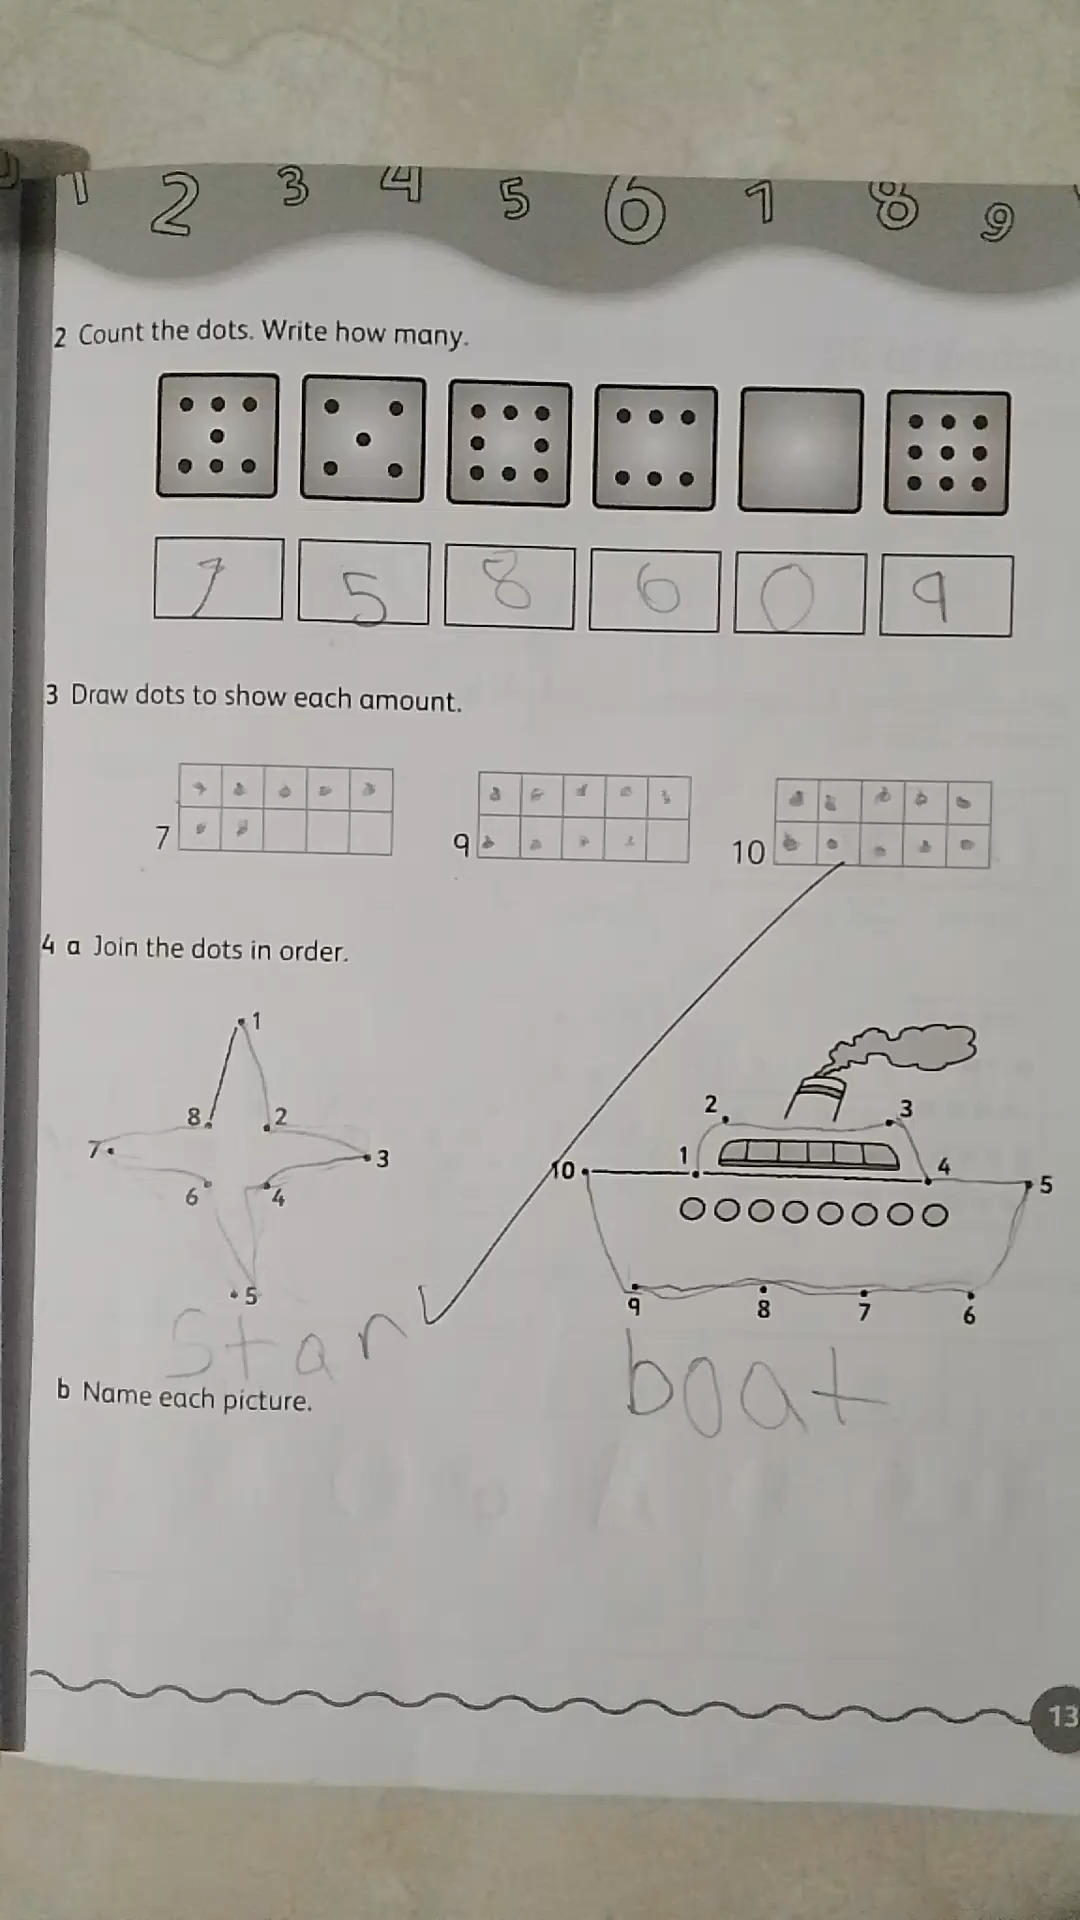 1 2 3 4 5 6 7 8 9
2 Count the dots. Write how many.
7 5 8 6 0 9
3 Draw dots to show each amount.
7 9 10
4 a Join the dots in order.
1
8 2
7 3
6 4
5
2 3
10 1 4 5
9 8 7 6
star
boat
b Name each picture.
13